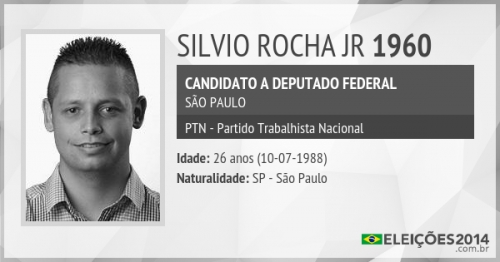 SILVIO ROCHA JR 1960
CANDIDATO A DEPUTADO FEDERAL
SÃO PAULO
PTN - Partido Trabalhista Nacional
Idade: 26 anos (10-07-1988)
Naturalidade: SP - São Paulo
ELEIÇÕES2014
.com.br